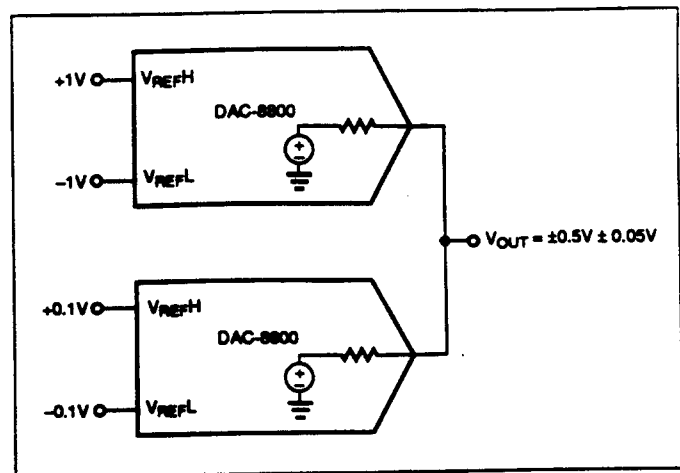 +1V
VREFH
DAC-8800
−1V
VREFL
VOUT = ±0.5V ± 0.05V
+0.1V
VREFH
DAC-8800
−0.1V
VREFL